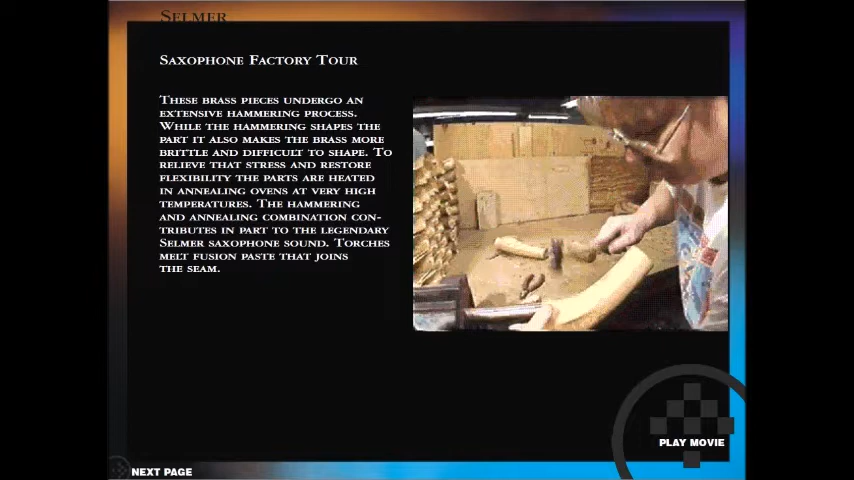 SELMER
SAXOPHONE FACTORY TOUR
THESE BRASS PIECES UNDERGO AN
EXTENSIVE HAMMERING PROCESS.
WHILE THE HAMMERING SHAPES THE
PART IT ALSO MAKES THE BRASS MORE
BRITTLE AND DIFFICULT TO SHAPE. TO
RELIEVE THAT STRESS AND RESTORE
FLEXIBILITY THE PARTS ARE HEATED
IN ANNEALING OVENS AT VERY HIGH
TEMPERATURES. THE HAMMERING
AND ANNEALING COMBINATION CON-
TRIBUTES IN PART TO THE LEGENDARY
SELMER SAXOPHONE SOUND. TORCHES
MELT FUSION PASTE THAT JOINS
THE SEAM.
PLAY MOVIE
NEXT PAGE